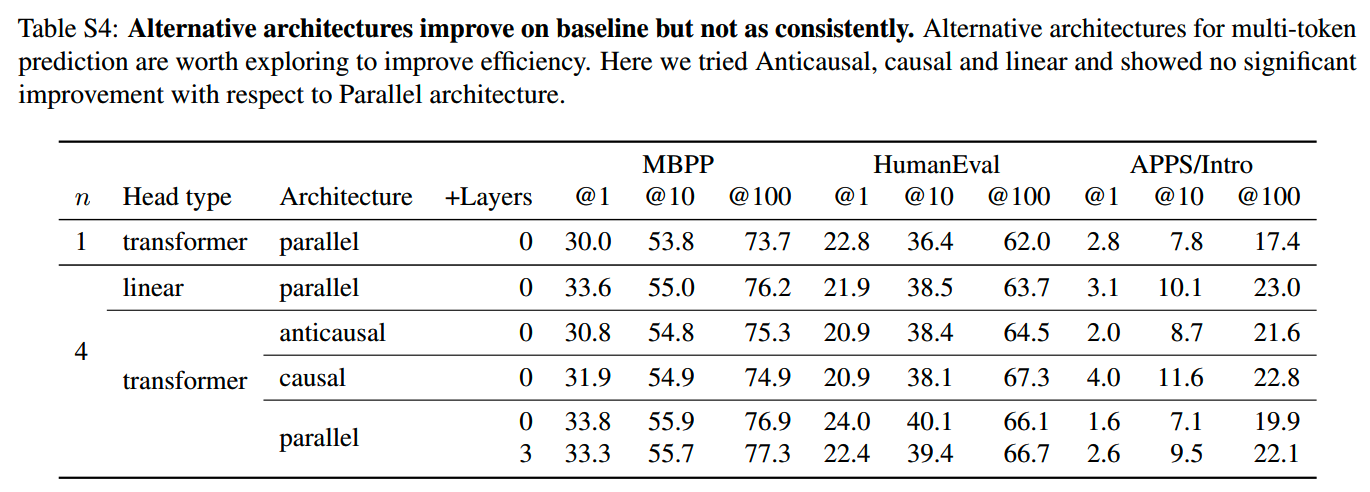 Table S4: Alternative architectures improve on baseline but not as consistently. Alternative architectures for multi-token
prediction are worth exploring to improve efficiency. Here we tried Anticausal, causal and linear and showed no significant
improvement with respect to Parallel architecture.
MBPP HumanEval APPS/Intro
n Head type Architecture +Layers @1 @10 @100 @1 @10 @100 @1 @10 @100
1 transformer parallel 0 30.0 53.8 73.7 22.8 36.4 62.0 2.8 7.8 17.4
linear parallel 0 33.6 55.0 76.2 21.9 38.5 63.7 3.1 10.1 23.0
anticausal 0 30.8 54.8 75.3 20.9 38.4 64.5 2.0 8.7 21.6
4
transformer causal 0 31.9 54.9 74.9 20.9 38.1 67.3 4.0 11.6 22.8
0 33.8 55.9 76.9 24.0 40.1 66.1 1.6 7.1 19.9
parallel
3 33.3 55.7 77.3 22.4 39.4 66.7 2.6 9.5 22.1